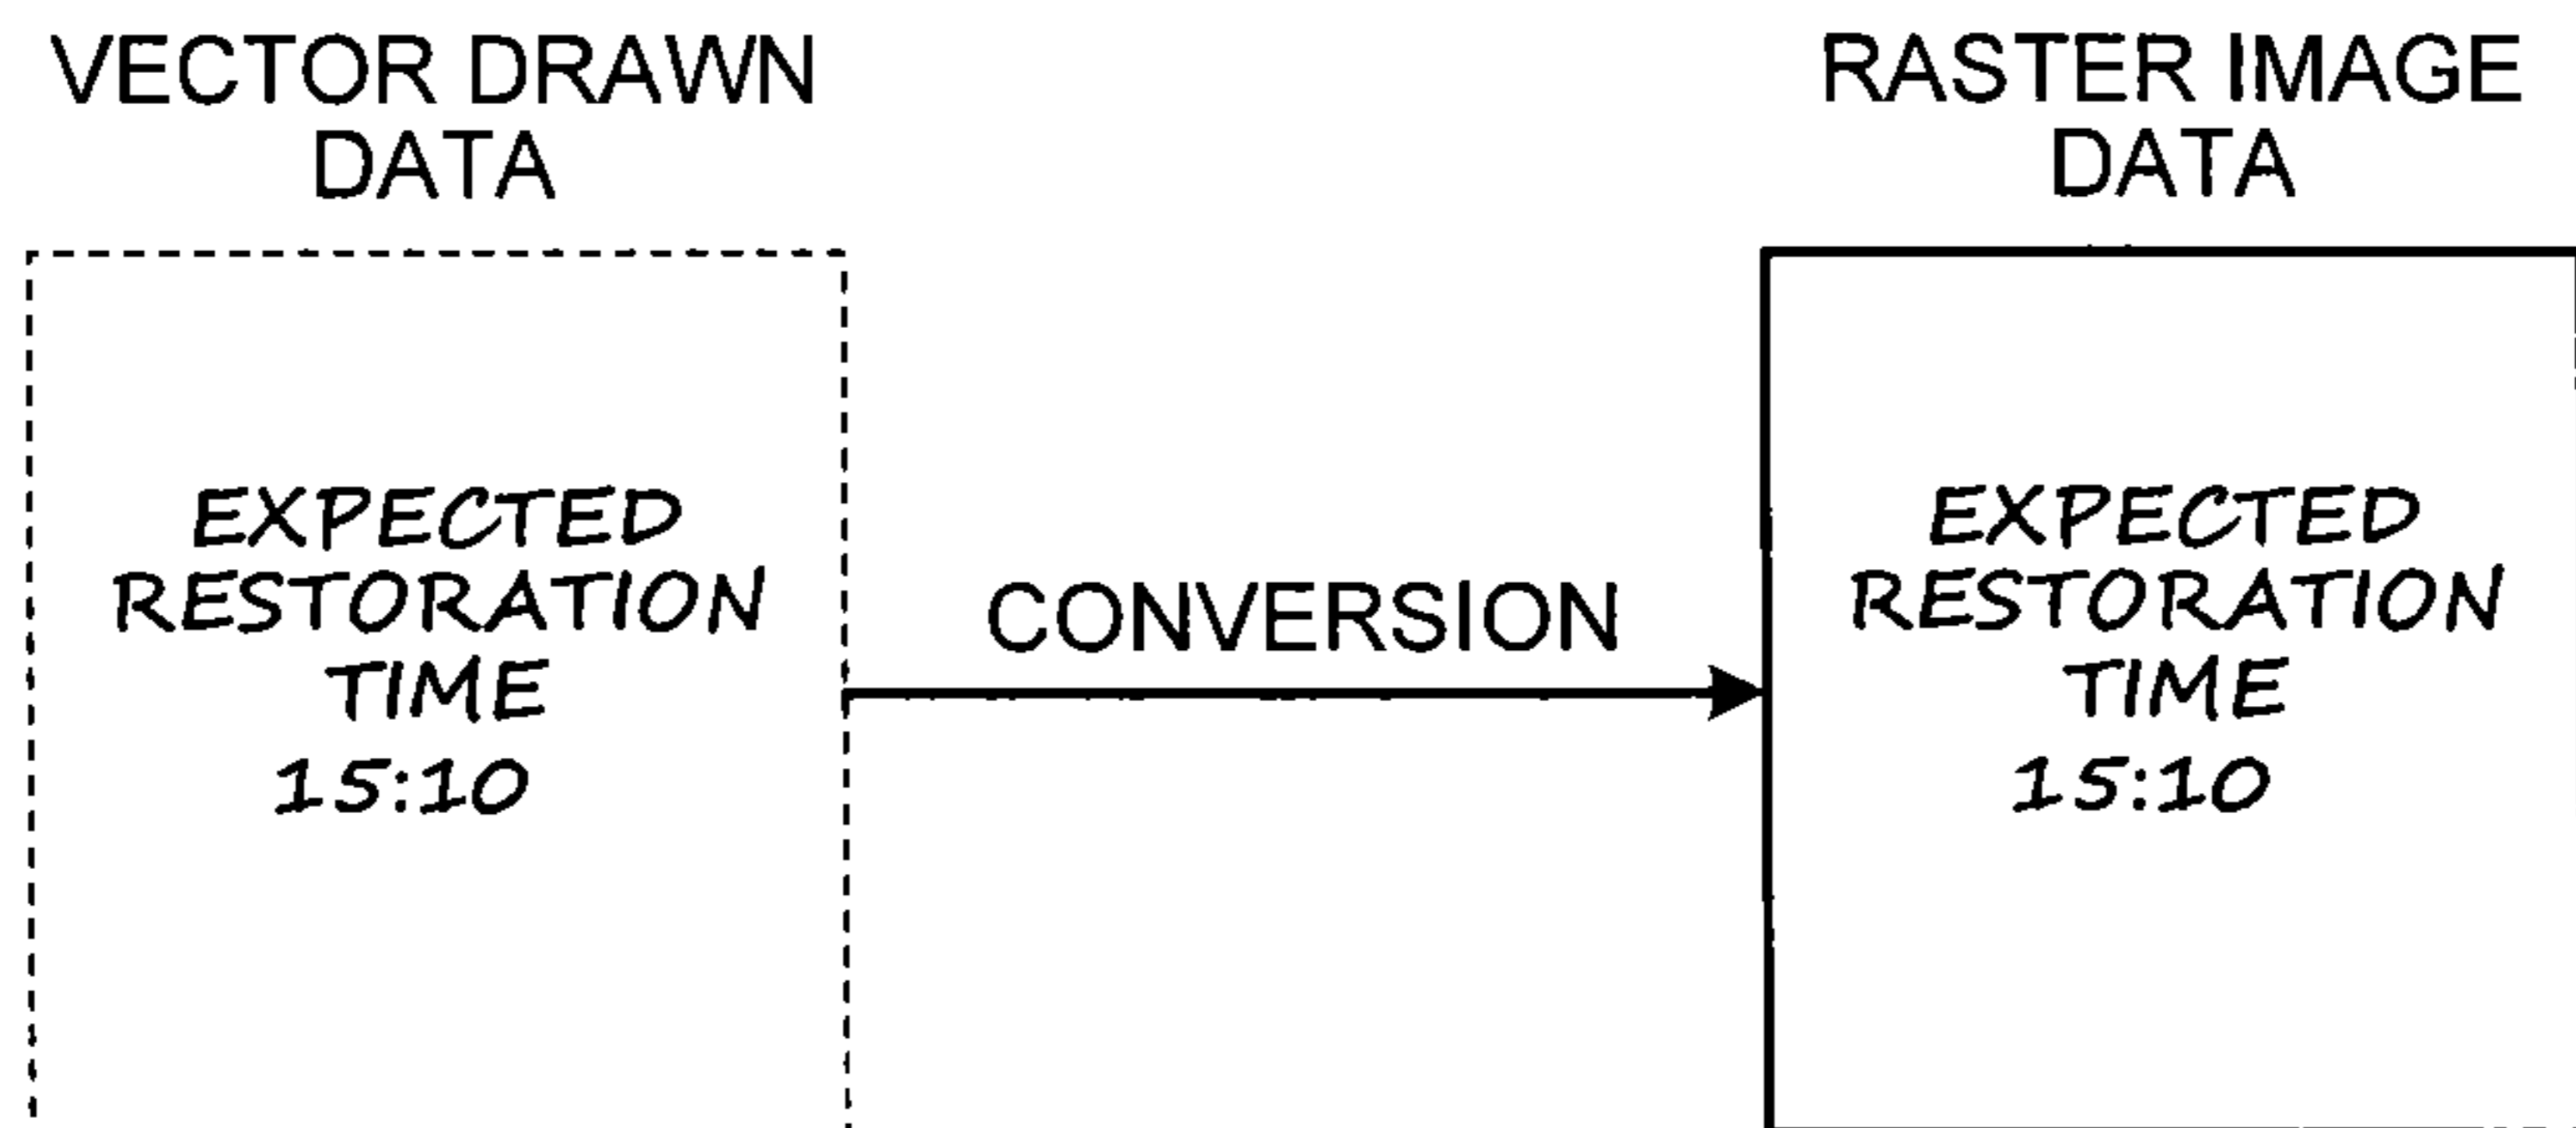 VECTOR DRAWN
DATA
EXPECTED
RESTORATION
TIME
15:10
CONVERSION
RASTER IMAGE
DATA
EXPECTED
RESTORATION
TIME
15:10